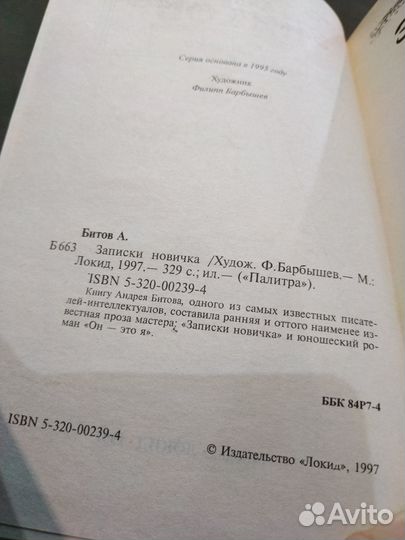 Серия основана в 1995 году
Художник
Филипп Барбышев
Битов А.
Б 663 Записки новичка /Худож. Ф.Барбышев.— М.:
Локид, 1997.— 329 с.; ил.— («Палитра»).
ISBN 5-320-00239-4
Книгу Андрея Битова, одного из самых известных писате-
лей-интеллектуалов, составила ранняя и оттого наименее из-
вестная проза мастера: «Записки новичка» и юношеский ро-
ман «Он — это я».
ББК 84Р7-4
ISBN 5-320-00239-4
© Издательство «Локид», 1997
Avito